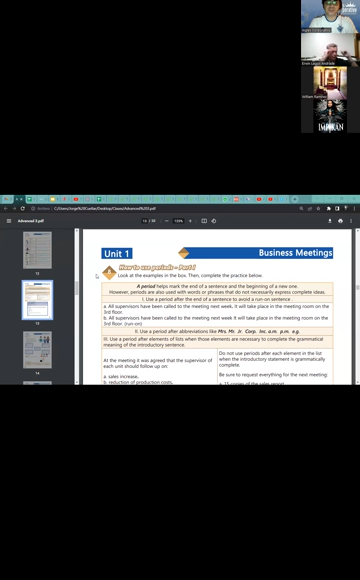 IMPERIAN
Advanced 3.pdf
12
13
14
Unit 1
Business Meetings
How to use periods - Part I
Look at the examples in the box. Then, complete the practice below.
A period helps mark the end of a sentence and the beginning of a new one.
However, periods are also used with words or phrases that do not necessarily express complete ideas.
I. Use a period after the end of a sentence to avoid a run-on sentence.
a. All supervisors have been called to the meeting next week. It will take place in the meeting room on the
3rd floor.
b. All supervisors have been called to the meeting next week It will take place in the meeting room on the
3rd floor. (run-on)
II. Use a period after abbreviations like Mrs. Mr. Jr. Corp. Inc. a.m. p.m. e.g.
III. Use a period after elements of lists when those elements are necessary to complete the grammatical
meaning of the introductory sentence.
At the meeting it was agreed that the supervisor of
each unit should follow up on:
a. sales increase.
b. reduction of production costs.
Do not use periods after each element in the list
when the introductory statement is grammatically
complete.
Be sure to request everything for the next meeting:
a. 15 copies of the sales report